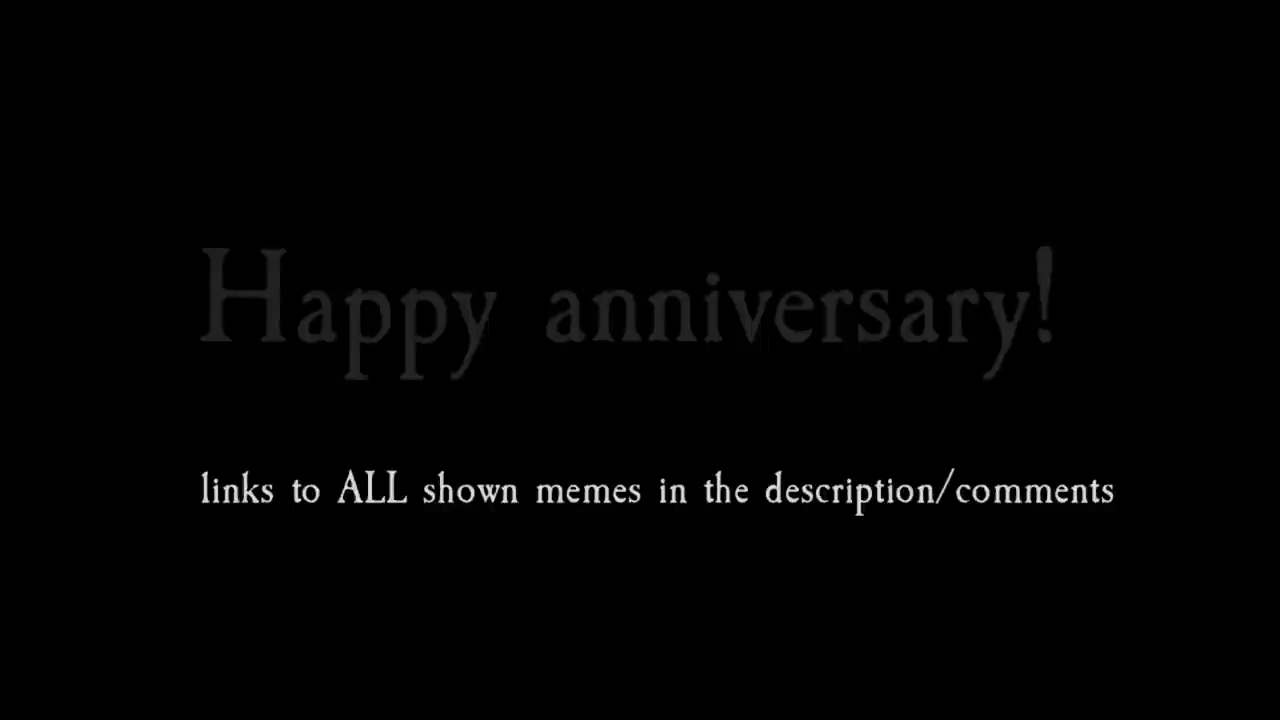 Happy anniversary!
links to ALL shown memes in the description/comments